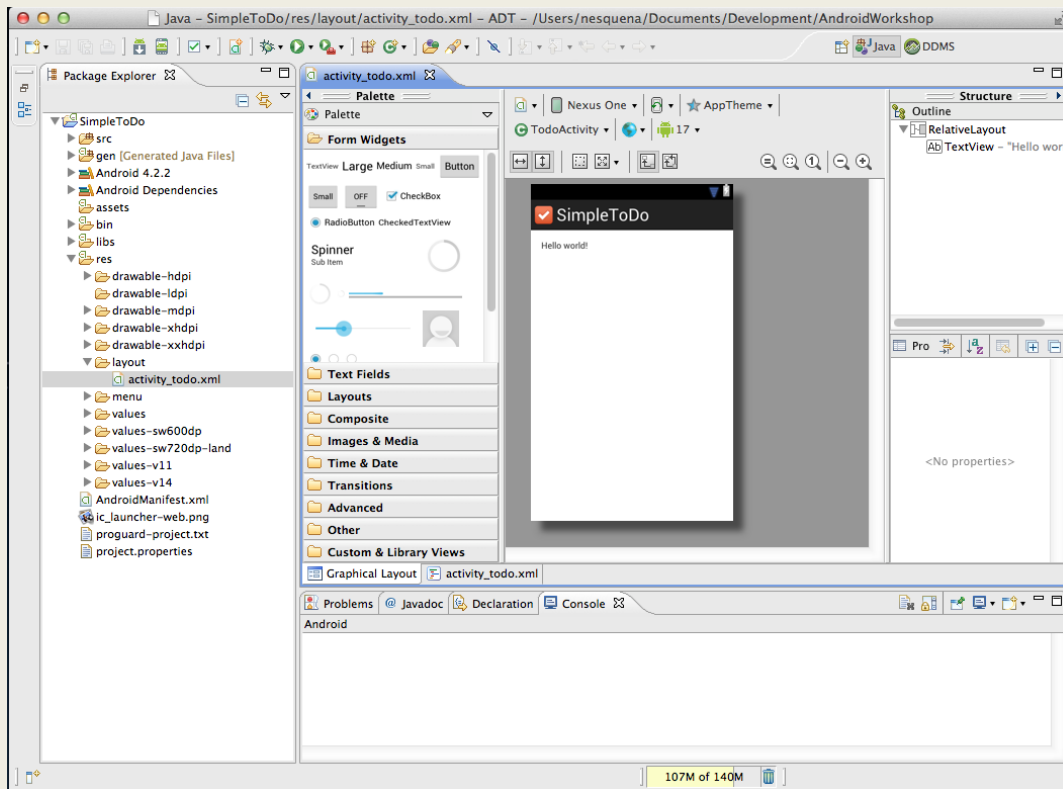 Java – SimpleToDo/res/layout/activity_todo.xml – ADT – /Users/nesquena/Documents/Development/AndroidWorkshop
Java
DDMS
Package Explorer
SimpleToDo
src
gen [Generated Java Files]
Android 4.2.2
Android Dependencies
assets
bin
libs
res
drawable-hdpi
drawable-ldpi
drawable-mdpi
drawable-xhdpi
drawable-xxhdpi
layout
activity_todo.xml
menu
values
values-sw600dp
values-sw720dp-land
values-v11
values-v14
AndroidManifest.xml
ic_launcher-web.png
proguard-project.txt
project.properties
activity_todo.xml
Palette
Palette
Form Widgets
TextView Large Medium Small Button
Small OFF CheckBox
RadioButton CheckedTextView
Spinner
Sub Item
Text Fields
Layouts
Composite
Images & Media
Time & Date
Transitions
Advanced
Other
Custom & Library Views
Nexus One AppTheme
TodoActivity 17
SimpleToDo
Hello world!
Graphical Layout activity_todo.xml
Structure
Outline
RelativeLayout
Ab TextView – "Hello wor
Pro
<No properties>
Problems @ Javadoc Declaration Console
Android
107M of 140M